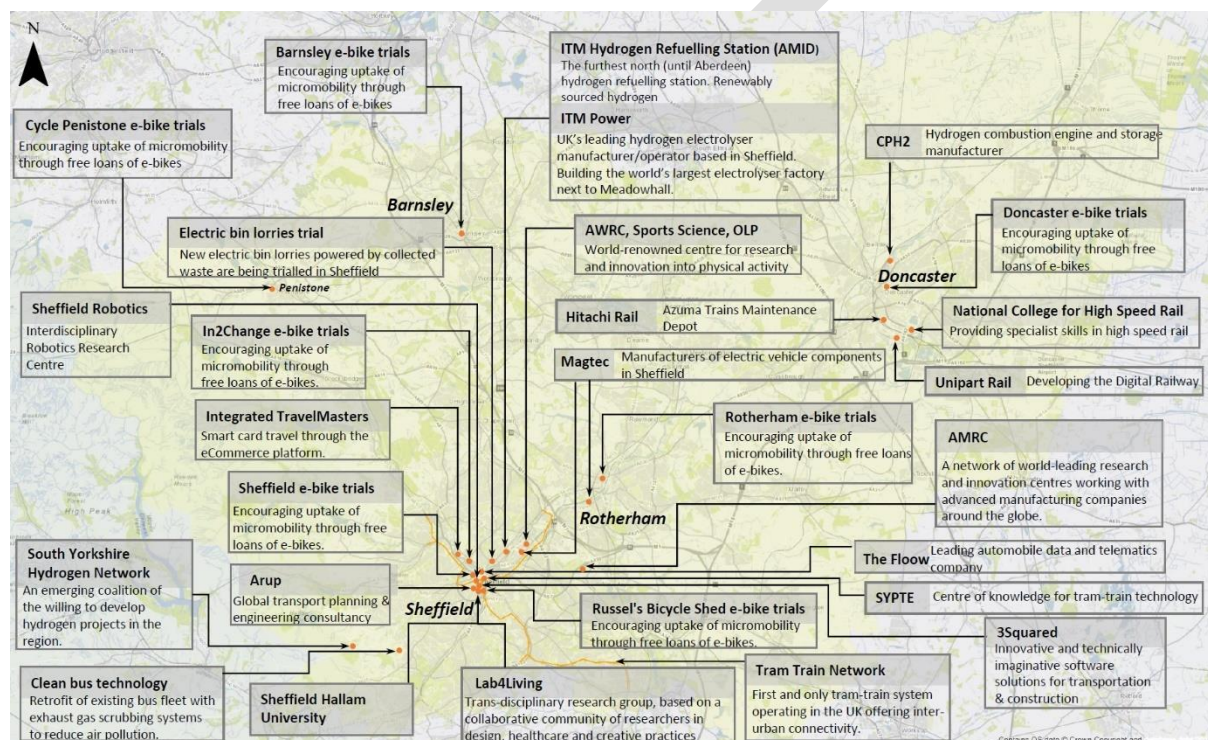 N
Barnsley e-bike trials
Encouraging uptake of
micromobility through
free loans of e-bikes
ITM Hydrogen Refuelling Station (AMID)
The furthest north (until Aberdeen)
hydrogen refuelling station. Renewably
sourced hydrogen
ITM Power
UK's leading hydrogen electrolyser
manufacturer/operator based in Sheffield.
Building the world's largest electrolyser factory
next to Meadowhall.
Cycle Penistone e-bike trials
Encouraging uptake of micromobility
through free loans of e-bikes
CPH2
Hydrogen combustion engine and storage
manufacturer
Barnsley
Electric bin lorries trial
New electric bin lorries powered by collected
waste are being trialled in Sheffield
AWRC, Sports Science, OLP
World-renowned centre for research
and innovation into physical activity
Doncaster e-bike trials
Encouraging uptake of
micromobility through free
loans of e-bikes
Doncaster
Penistone
Sheffield Robotics
Interdisciplinary
Robotics Research
Centre
In2Change e-bike trials
Encouraging uptake of
micromobility through
free loans of e-bikes.
Hitachi Rail
Azuma Trains Maintenance
Depot
National College for High Speed Rail
Providing specialist skills in high speed rail
Magtec
Manufacturers of electric vehicle components
in Sheffield
Unipart Rail
Developing the Digital Railway
Integrated TravelMasters
Smart card travel through the
eCommerce platform.
Rotherham e-bike trials
Encouraging uptake of
micromobility through free loans
of e-bikes.
AMRC
A network of world-leading research
and innovation centres working with
advanced manufacturing companies
around the globe.
Sheffield e-bike trials
Encouraging uptake of
micromobility through free
loans of e-bikes.
Rotherham
High Peak
South Yorkshire
Hydrogen Network
An emerging coalition of
the willing to develop
hydrogen projects in the
region.
Arup
Global transport planning &
engineering consultancy
Sheffield
The Floow
Leading automobile data and telematics
company
SYPTE
Centre of knowledge for tram-train technology
Russel's Bicycle Shed e-bike trials
Encouraging uptake of micromobility
through free loans of e-bikes.
3Squared
Innovative and technically
imaginative software
solutions for transportation
& construction
Clean bus technology
Retrofit of existing bus fleet with
exhaust gas scrubbing systems
to reduce air pollution.
Sheffield Hallam
University
Lab4Living
Trans-disciplinary research group, based on a
collaborative community of researchers in
design, healthcare and creative practices
Tram Train Network
First and only tram-train system
operating in the UK offering inter-
urban connectivity.